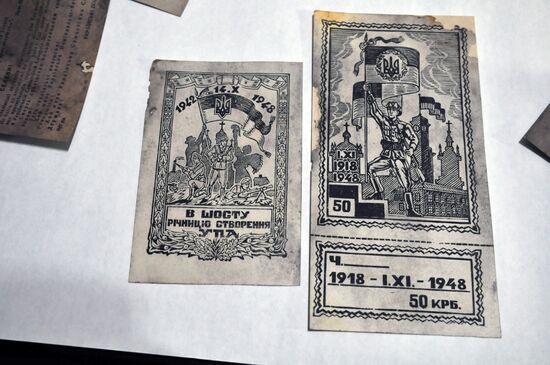 14.X
1942 1948
В ШОСТУ
РІЧНИЦЮ СТВОРЕННЯ
УПА
I.XI
1918
1948
50
Ч.
1918 - I.XI. - 1948
50 КРБ.